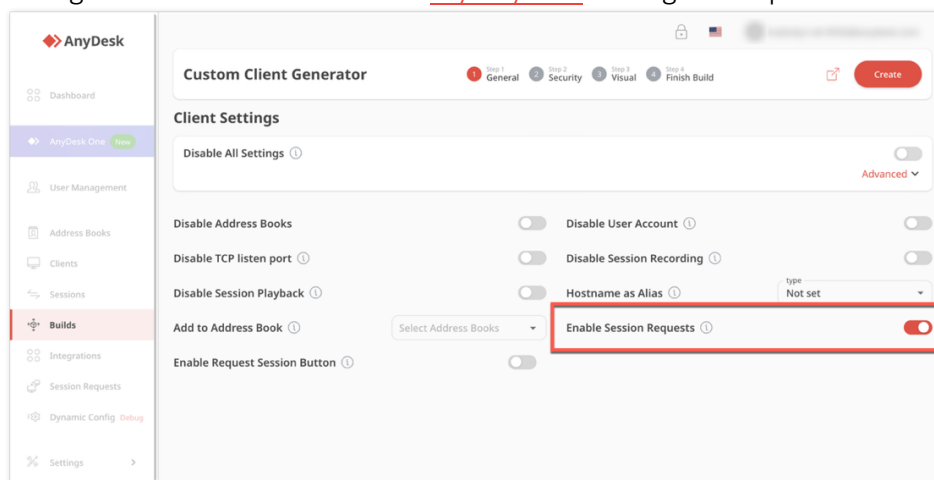 AnyDesk
Dashboard
AnyDesk One New
User Management
Address Books
Clients
Sessions
Builds
Integrations
Session Requests
Dynamic Config Debug
Settings
Custom Client Generator
1 Step 1 General 2 Step 2 Security 3 Step 3 Visual 4 Step 4 Finish Build
Create
Client Settings
Disable All Settings
Advanced
Disable Address Books
Disable User Account
Disable TCP listen port
Disable Session Recording
Disable Session Playback
Hostname as Alias
type
Not set
Add to Address Book
Select Address Books
Enable Session Requests
Enable Request Session Button